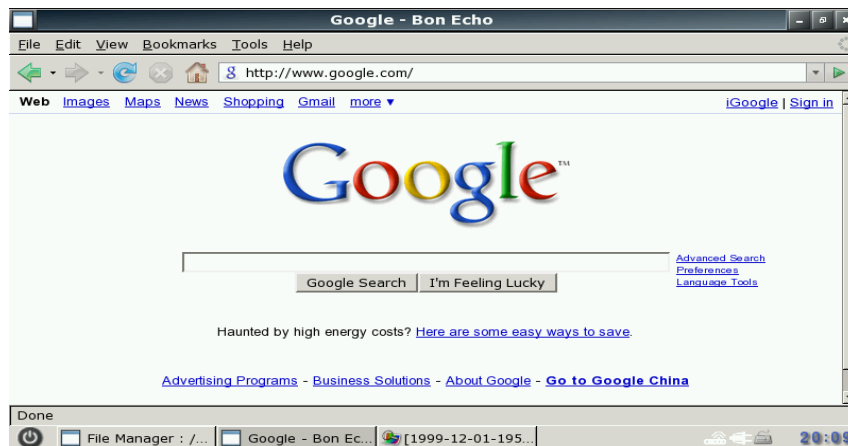 Google - Bon Echo
File Edit View Bookmarks Tools Help
http://www.google.com/
Web Images Maps News Shopping Gmail more ▼ iGoogle | Sign in
Google™
Advanced Search
Preferences
Google Search I'm Feeling Lucky Language Tools
Haunted by high energy costs? Here are some easy ways to save.
Advertising Programs - Business Solutions - About Google - Go to Google China
Done
File Manager : /... Google - Bon Ec... [1999-12-01-195... 20:09